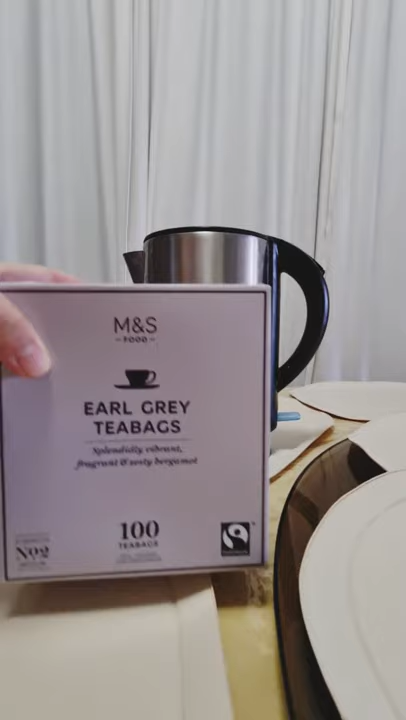 M&S
FOOD
EARL GREY
TEABAGS
Splendidly vibrant,
fragrant & zesty bergamot
100
TEABAGS
Nº2